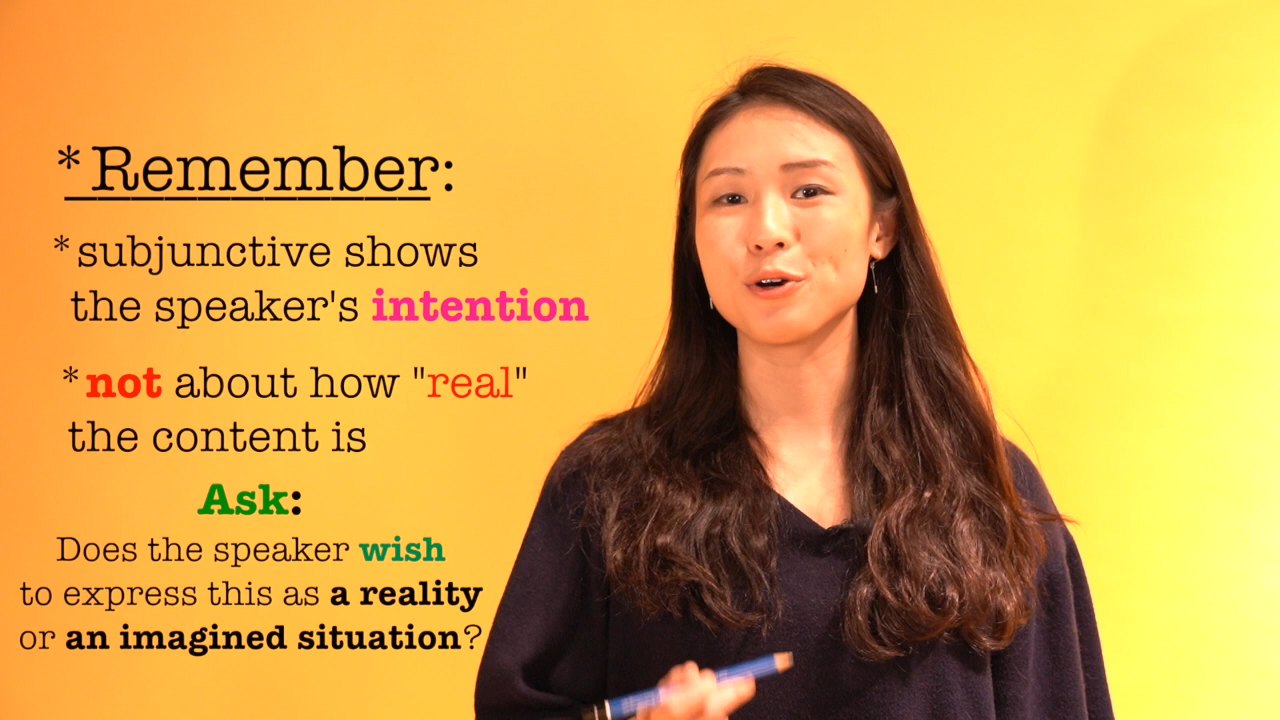 * Remember:
* subjunctive shows
the speaker's intention
* not about how "real"
the content is
Ask:
Does the speaker wish
to express this as a reality
or an imagined situation?